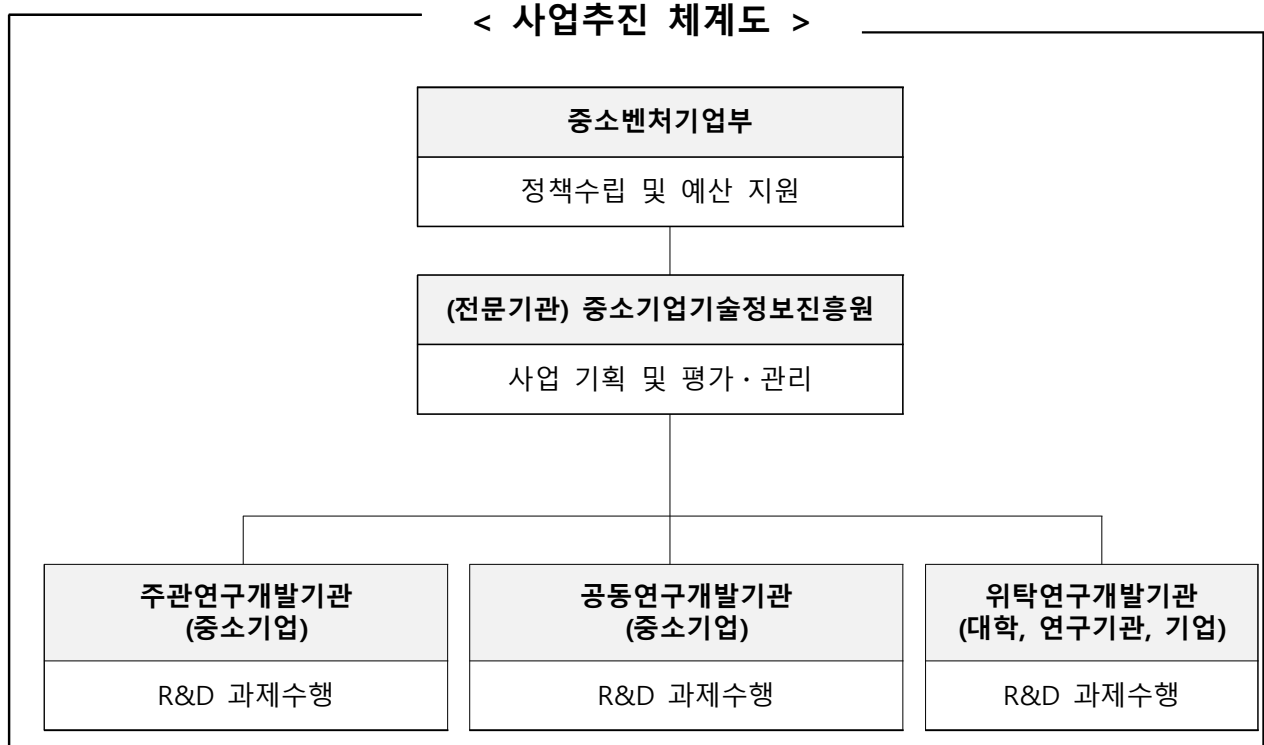 < 사업추진 체계도 >
중소벤처기업부
정책수립 및 예산 지원
(전문기관) 중소기업기술정보진흥원
사업 기획 및 평가·관리
주관연구개발기관
(중소기업)
R&D 과제수행
공동연구개발기관
(중소기업)
R&D 과제수행
위탁연구개발기관
(대학, 연구기관, 기업)
R&D 과제수행